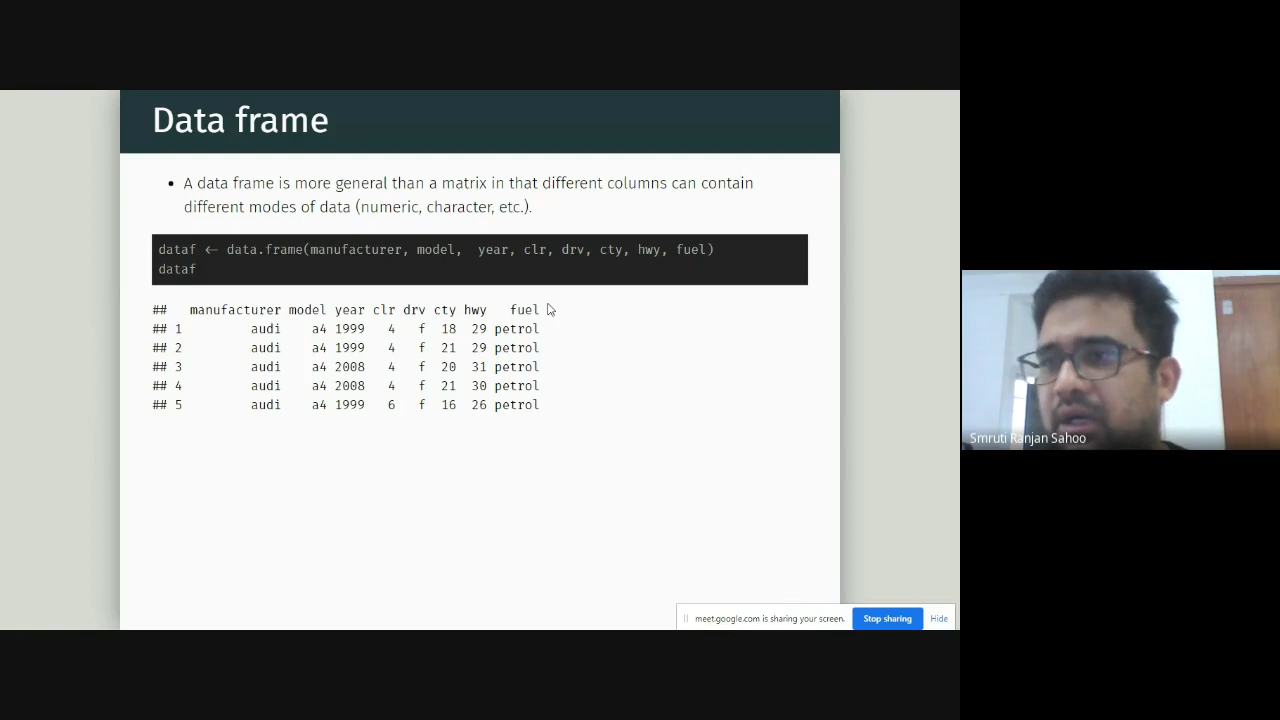 Data frame
• A data frame is more general than a matrix in that different columns can contain
different modes of data (numeric, character, etc.).
dataf <- data.frame(manufacturer, model,  year, clr, drv, cty, hwy, fuel)
dataf
##   manufacturer model year clr drv cty hwy   fuel
## 1         audi    a4 1999   4   f  18  29 petrol
## 2         audi    a4 1999   4   f  21  29 petrol
## 3         audi    a4 2008   4   f  20  31 petrol
## 4         audi    a4 2008   4   f  21  30 petrol
## 5         audi    a4 1999   6   f  16  26 petrol
Smruti Ranjan Sahoo
meet.google.com is sharing your screen. Stop sharing Hide